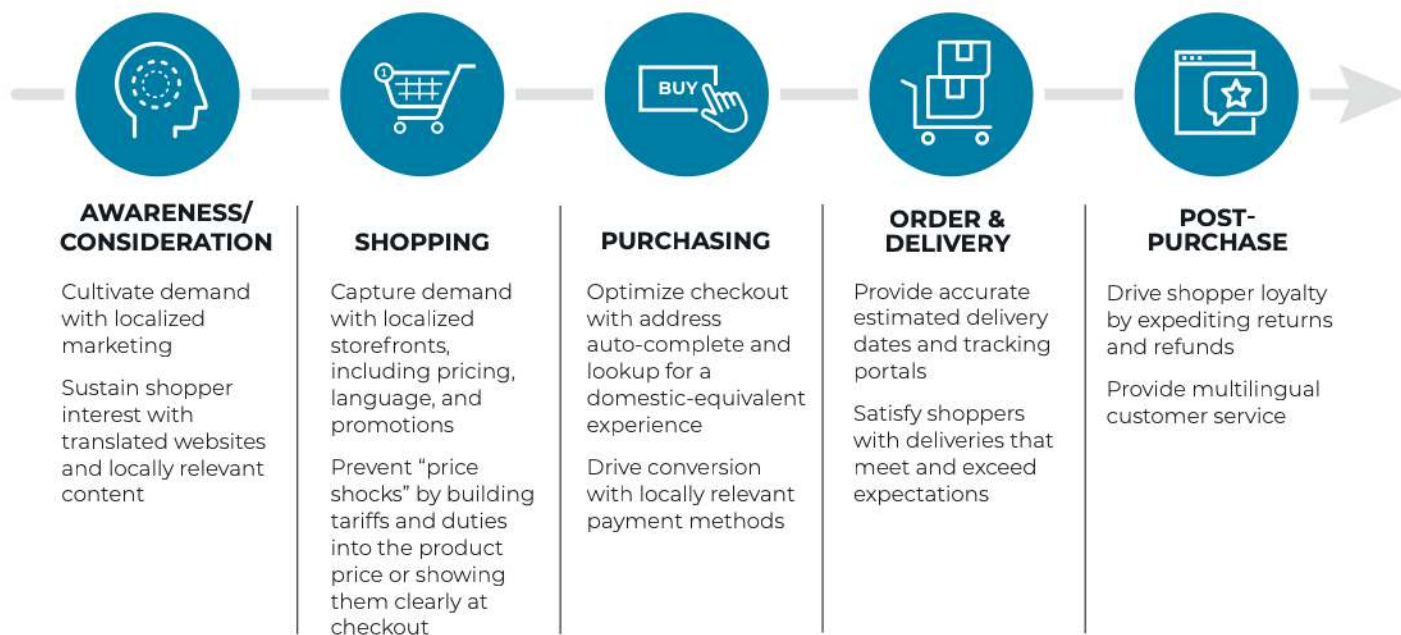 1
BUY
AWARENESS/
CONSIDERATION
Cultivate demand
with localized
marketing
Sustain shopper
interest with
translated websites
and locally relevant
content
SHOPPING
Capture demand
with localized
storefronts,
including pricing,
language, and
promotions
Prevent “price
shocks” by building
tariffs and duties
into the product
price or showing
them clearly at
checkout
PURCHASING
Optimize checkout
with address
auto-complete and
lookup for a
domestic-equivalent
experience
Drive conversion
with locally relevant
payment methods
ORDER &
DELIVERY
Provide accurate
estimated delivery
dates and tracking
portals
Satisfy shoppers
with deliveries that
meet and exceed
expectations
POST-
PURCHASE
Drive shopper loyalty
by expediting returns
and refunds
Provide multilingual
customer service